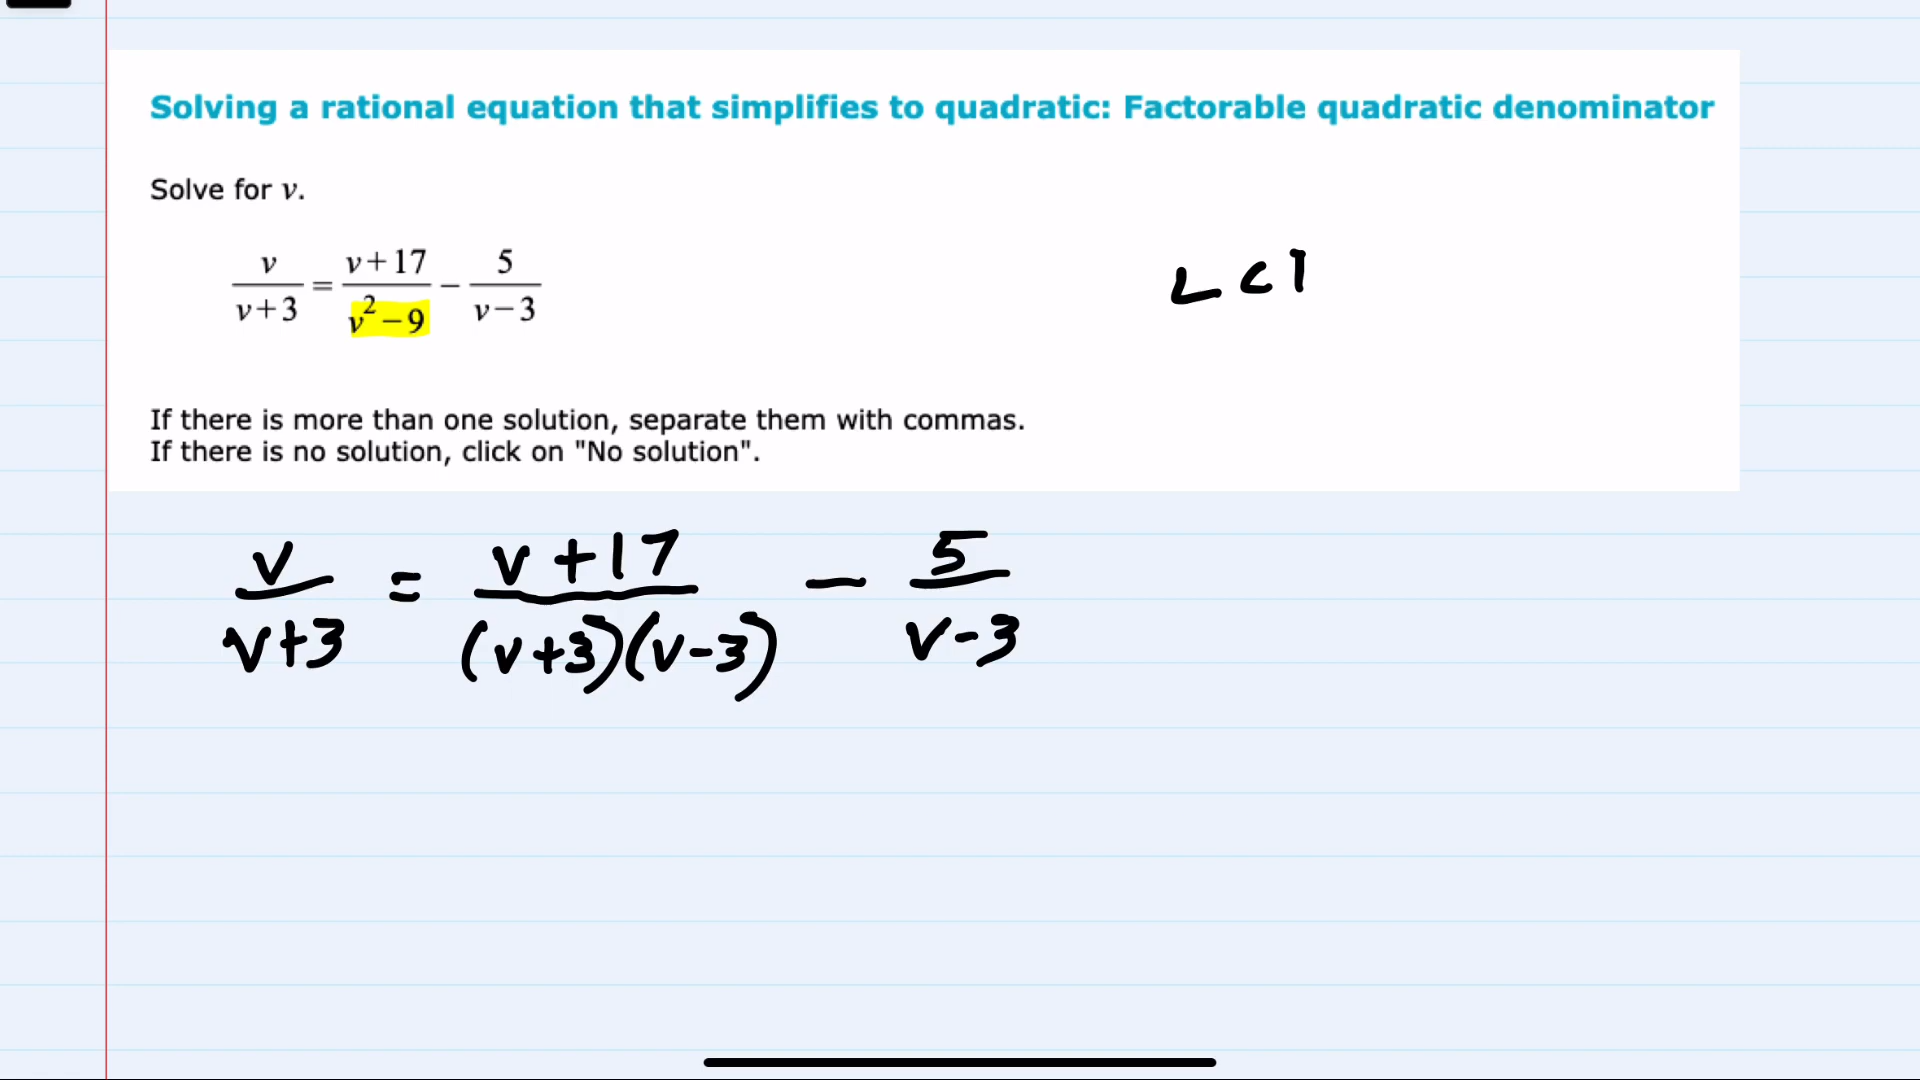 Solving a rational equation that simplifies to quadratic: Factorable quadratic denominator
Solve for v.
v/(v+3) = (v+17)/(v²−9) − 5/(v−3)
L C
If there is more than one solution, separate them with commas.
If there is no solution, click on "No solution".
v/(v+3) = (v+17)/((v+3)(v-3)) − 5/(v-3)